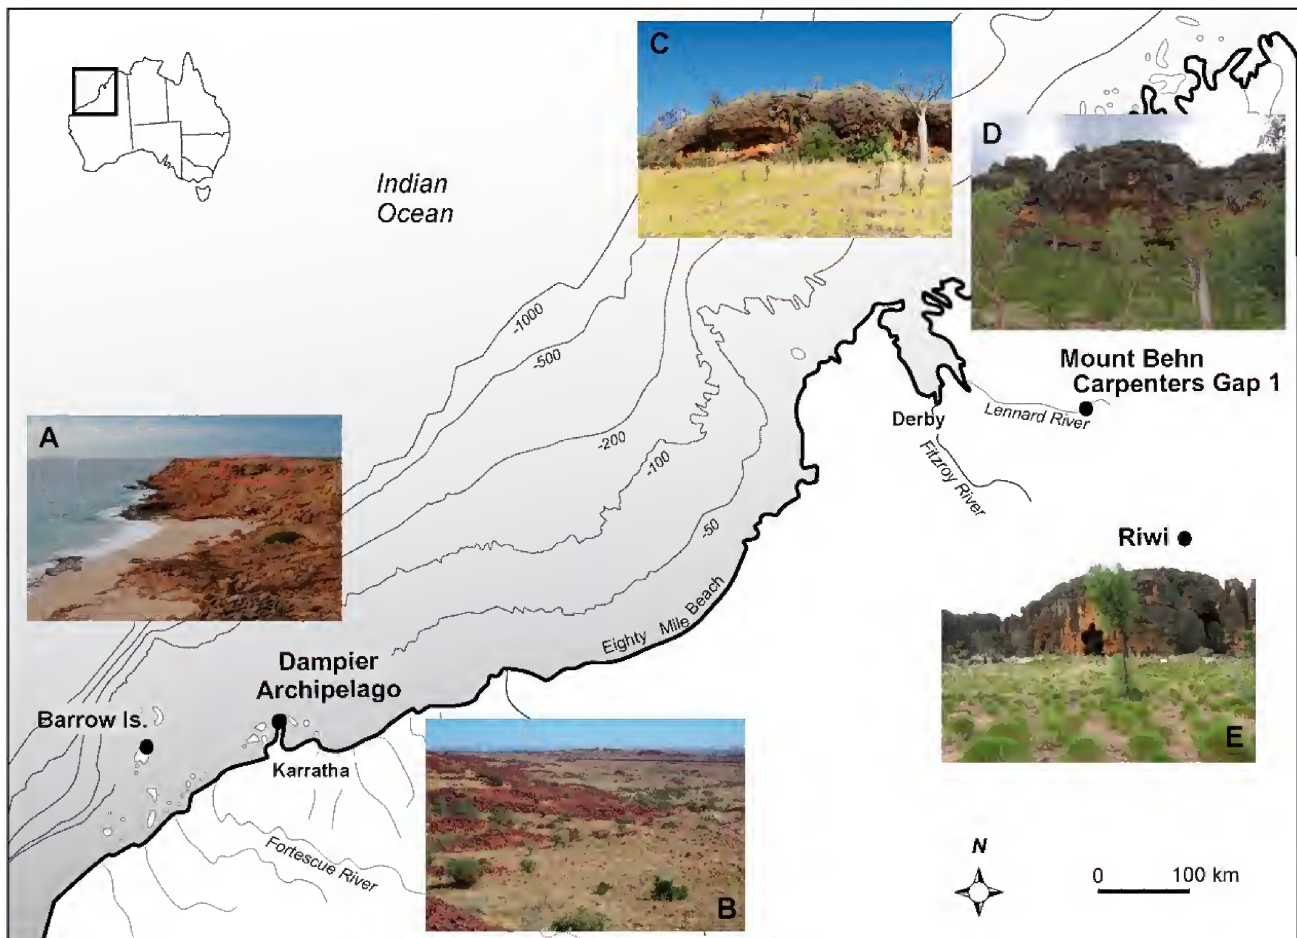 C
D
Indian
Ocean
-1000
-500
Mount Behn
Carpenters Gap 1
Lennard River
Derby
A
-200
-100
Fitzroy River
-50
Riwi
Eighty Mile Beach
Dampier
Archipelago
Barrow Is.
Karratha
E
Fortescue River
B
N
0 100 km